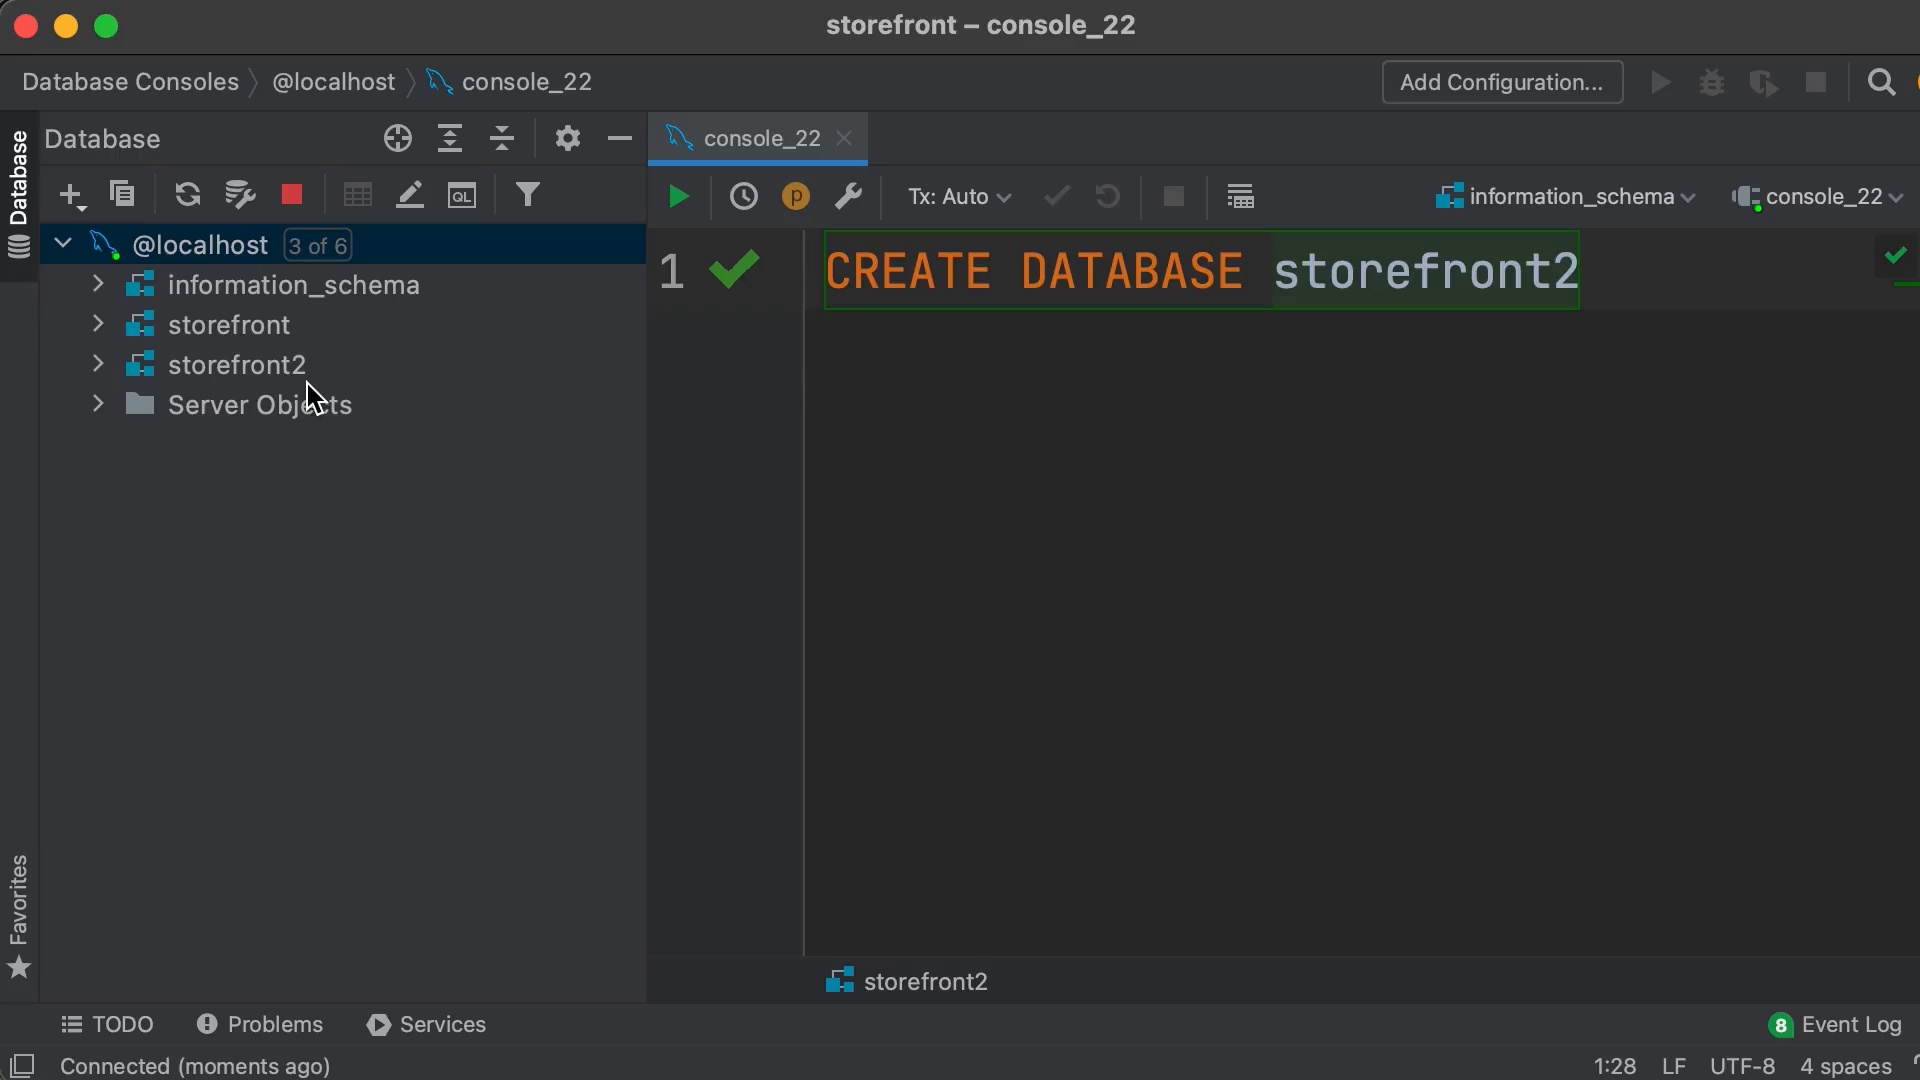 storefront – console_22
Database Consoles @localhost console_22
Add Configuration...
Database
Database
console_22
Tx: Auto
information_schema
console_22
@localhost 3 of 6
information_schema
storefront
storefront2
Server Objects
1 CREATE DATABASE storefront2
Favorites
storefront2
TODO Problems Services
8 Event Log
Connected (moments ago)
1:28 LF UTF-8 4 spaces